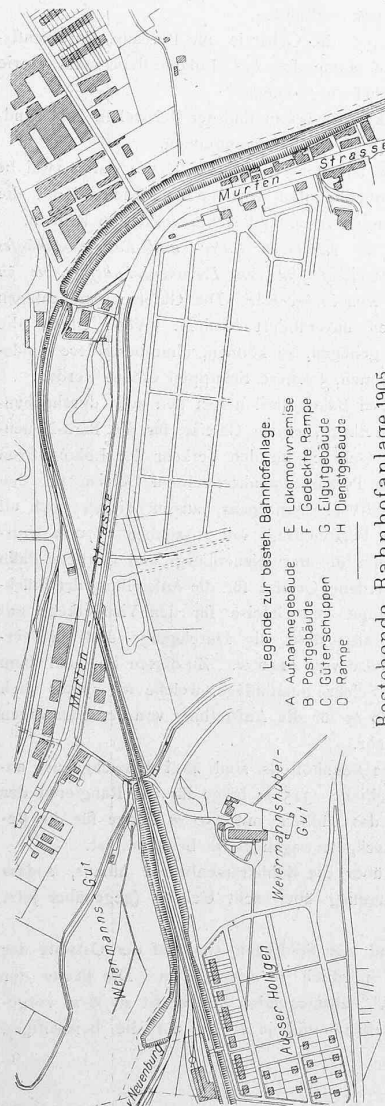 Murten - Strasse
Murten Strasse
Weiermanns Gut
Weiermannshubel-
Gut
Ausser Holligen
v. Neuenburg
Legende zur besten Bahnhofanlage.
A Aufnahmegebäude
B Postgebäude
C Güterschuppen
D Rampe
E Lokomotivremise
F Gedeckte Rampe
G Eilgutgebäude
H Dienstgebäude
Bestehende Bahnhofanlage 1905